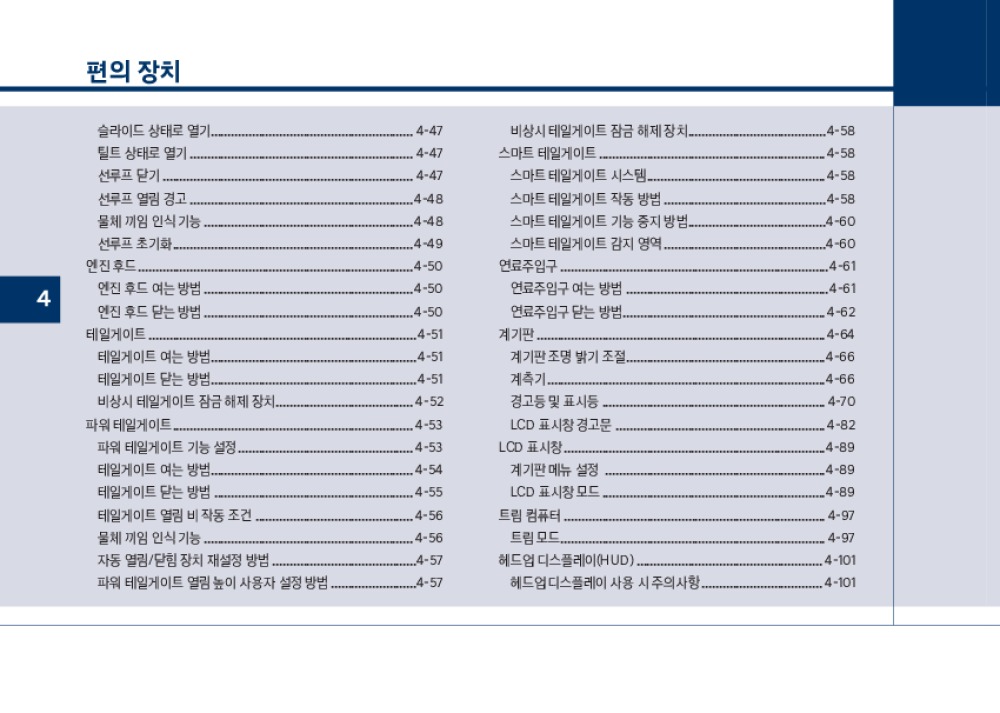 편의 장치
슬라이드 상태로 열기 4-47
틸트 상태로 열기 4-47
선루프 닫기 4-47
선루프 열림 경고 4-48
물체 끼임 인식 기능 4-48
선루프 초기화 4-49
엔진 후드 4-50
엔진 후드 여는 방법 4-50
엔진 후드 닫는 방법 4-50
테일게이트 4-51
테일게이트 여는 방법 4-51
테일게이트 닫는 방법 4-51
비상시 테일게이트 잠금 해제 장치 4-52
파워 테일게이트 4-53
파워 테일게이트 기능 설정 4-53
테일게이트 여는 방법 4-54
테일게이트 닫는 방법 4-55
테일게이트 열림 비 작동 조건 4-56
물체 끼임 인식 기능 4-56
자동 열림/닫힘 장치 재설정 방법 4-57
파워 테일게이트 열림 높이 사용자 설정 방법 4-57
비상시 테일게이트 잠금 해제 장치 4-58
스마트 테일게이트 4-58
스마트 테일게이트 시스템 4-58
스마트 테일게이트 작동 방법 4-58
스마트 테일게이트 기능 중지 방법 4-60
스마트 테일게이트 감지 영역 4-60
연료주입구 4-61
연료주입구 여는 방법 4-61
연료주입구 닫는 방법 4-62
계기판 4-64
계기판 조명 밝기 조절 4-66
계측기 4-66
경고등 및 표시등 4-70
LCD 표시창 경고문 4-82
LCD 표시창 4-89
계기판 메뉴 설정 4-89
LCD 표시창 모드 4-89
트립 컴퓨터 4-97
트립 모드 4-97
헤드업 디스플레이(HUD) 4-101
헤드업 디스플레이 사용 시 주의사항 4-101
4